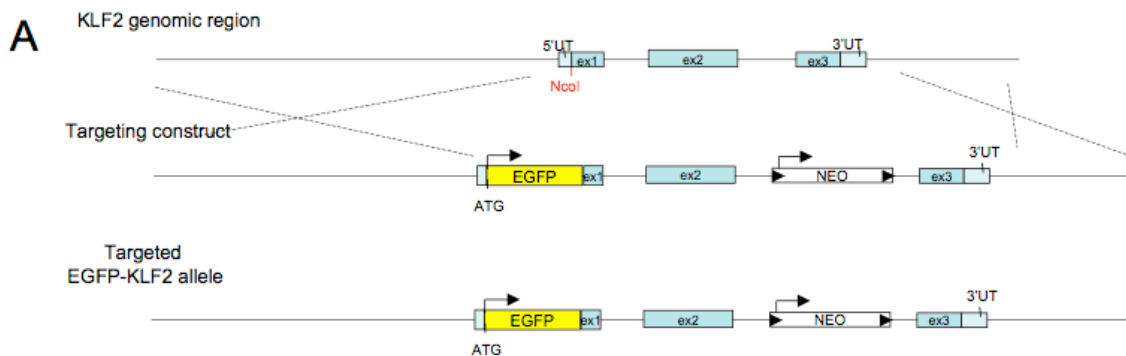 A
KLF2 genomic region
5'UT
ex1
ex2
ex3
3'UT
NcoI
Targeting construct
EGFP
ex1
ex2
NEO
ex3
3'UT
ATG
Targeted
EGFP-KLF2 allele
EGFP
ex1
ex2
NEO
ex3
3'UT
ATG